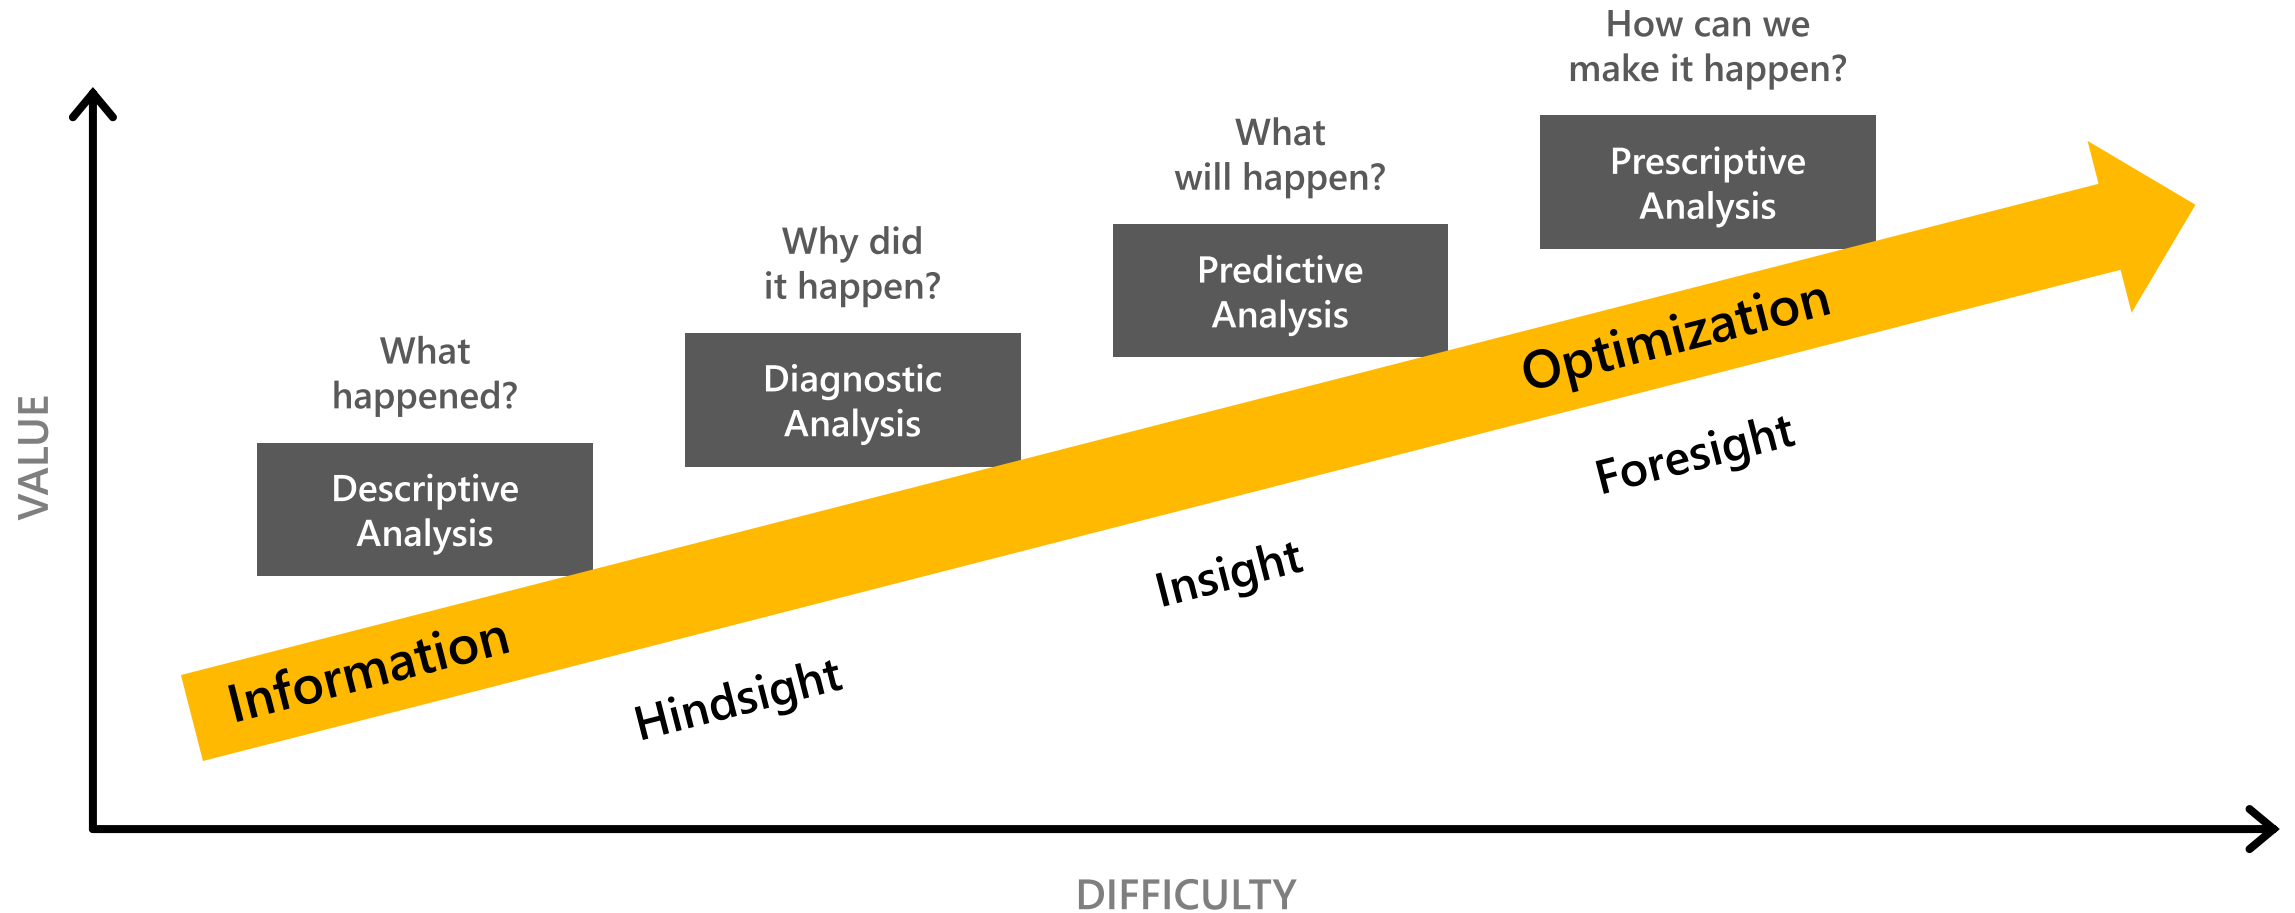 How can we
make it happen?
Prescriptive
Analysis
What
will happen?
Predictive
Analysis
Why did
it happen?
Diagnostic
Analysis
What
happened?
Descriptive
Analysis
Information
Optimization
Hindsight
Insight
Foresight
VALUE
DIFFICULTY